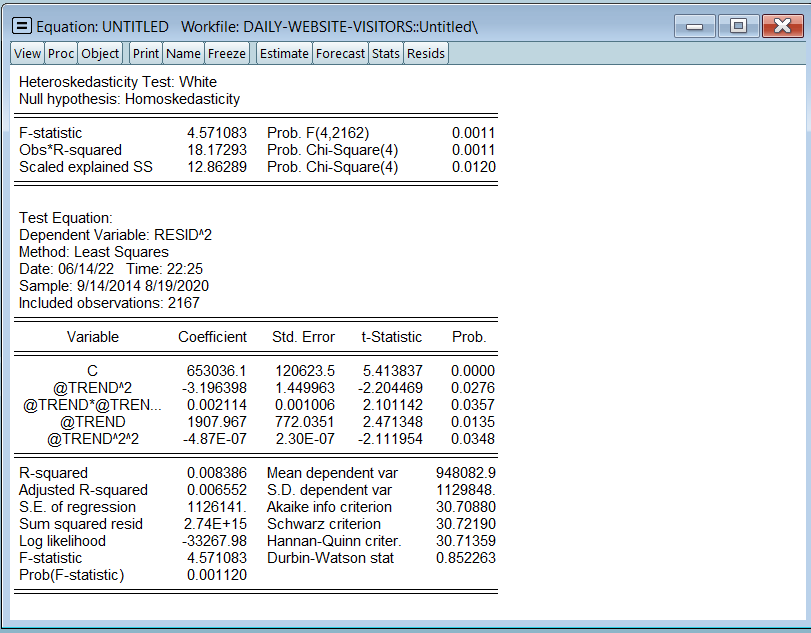 Equation: UNTITLED Workfile: DAILY-WEBSITE-VISITORS::Untitled\
View Proc Object Print Name Freeze Estimate Forecast Stats Resids
Heteroskedasticity Test: White
Null hypothesis: Homoskedasticity
F-statistic 4.571083 Prob. F(4,2162) 0.0011
Obs*R-squared 18.17293 Prob. Chi-Square(4) 0.0011
Scaled explained SS 12.86289 Prob. Chi-Square(4) 0.0120
Test Equation:
Dependent Variable: RESID^2
Method: Least Squares
Date: 06/14/22 Time: 22:25
Sample: 9/14/2014 8/19/2020
Included observations: 2167
Variable Coefficient Std. Error t-Statistic Prob.
C 653036.1 120623.5 5.413837 0.0000
@TREND^2 -3.196398 1.449963 -2.204469 0.0276
@TREND*@TREN... 0.002114 0.001006 2.101142 0.0357
@TREND 1907.967 772.0351 2.471348 0.0135
@TREND^2^2 -4.87E-07 2.30E-07 -2.111954 0.0348
R-squared 0.008386 Mean dependent var 948082.9
Adjusted R-squared 0.006552 S.D. dependent var 1129848.
S.E. of regression 1126141. Akaike info criterion 30.70880
Sum squared resid 2.74E+15 Schwarz criterion 30.72190
Log likelihood -33267.98 Hannan-Quinn criter. 30.71359
F-statistic 4.571083 Durbin-Watson stat 0.852263
Prob(F-statistic) 0.001120